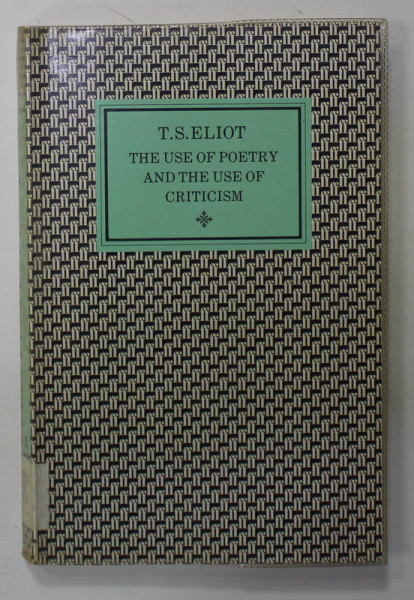 T.S.ELIOT
THE USE OF POETRY
AND THE USE OF
CRITICISM